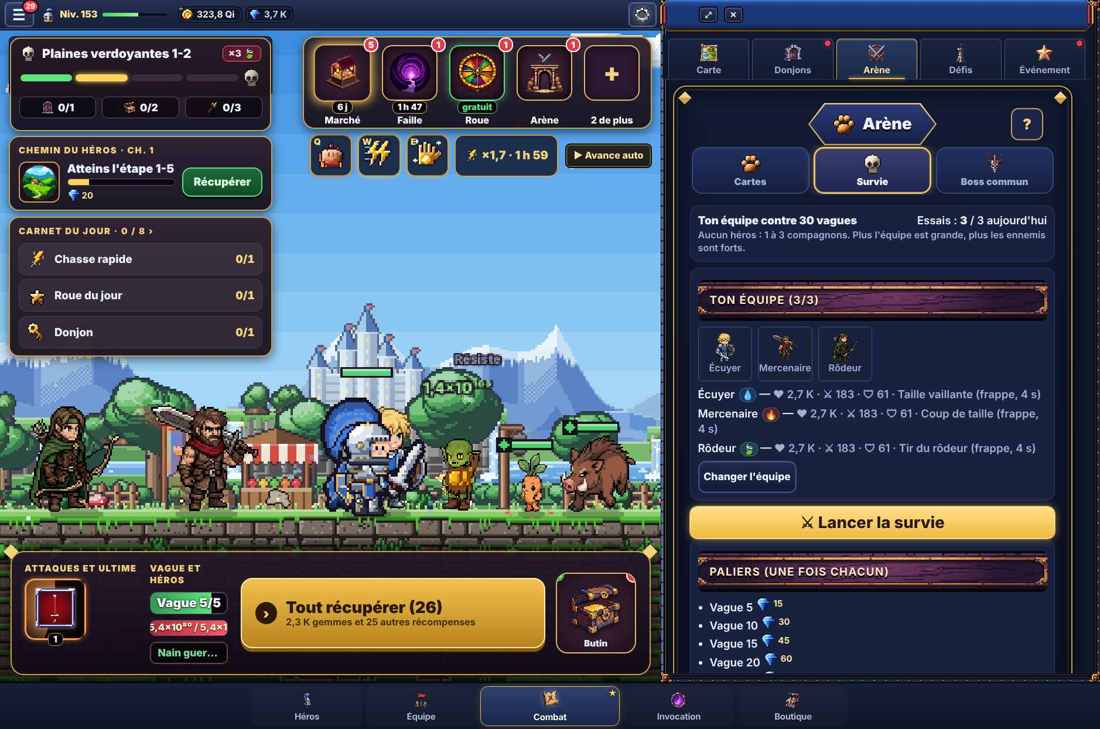 29
Niv. 153
323,8 Qi
3,7 K
Plaines verdoyantes 1-2
×3
0/1
0/2
0/3
CHEMIN DU HÉROS · CH. 1
Atteins l'étape 1-5
20
Récupérer
CARNET DU JOUR · 0 / 8 ›
Chasse rapide
0/1
Roue du jour
0/1
Donjon
0/1
5
1
1
1
6 j
1 h 47
gratuit
+
Marché
Faille
Roue
Arène
2 de plus
Q
W
E
×1,7 · 1 h 59
▶ Avance auto
Résiste
ATTAQUES ET ULTIME
1
VAGUE ET HÉROS
Vague 5/5
Nain guer...
Tout récupérer (26)
2,3 K gemmes et 25 autres récompenses
Butin
Héros
Équipe
Combat
Invocation
Boutique
Carte
Donjons
Arène
Défis
Événement
Arène
?
Cartes
Survie
Boss commun
Ton équipe contre 30 vagues
Essais : 3 / 3 aujourd'hui
Aucun héros : 1 à 3 compagnons. Plus l'équipe est grande, plus les ennemis
sont forts.
TON ÉQUIPE (3/3)
Écuyer
Mercenaire
Rôdeur
Écuyer — ♥ 2,7 K · ⚔ 183 · 🛡 61 · Taille vaillante (frappe, 4 s)
Mercenaire — ♥ 2,7 K · ⚔ 183 · 🛡 61 · Coup de taille (frappe,
4 s)
Rôdeur — ♥ 2,7 K · ⚔ 183 · 🛡 61 · Tir du rôdeur (frappe, 4 s)
Changer l'équipe
⚔ Lancer la survie
PALIERS (UNE FOIS CHACUN)
• Vague 5 15
• Vague 10 30
• Vague 15 45
• Vague 20 60